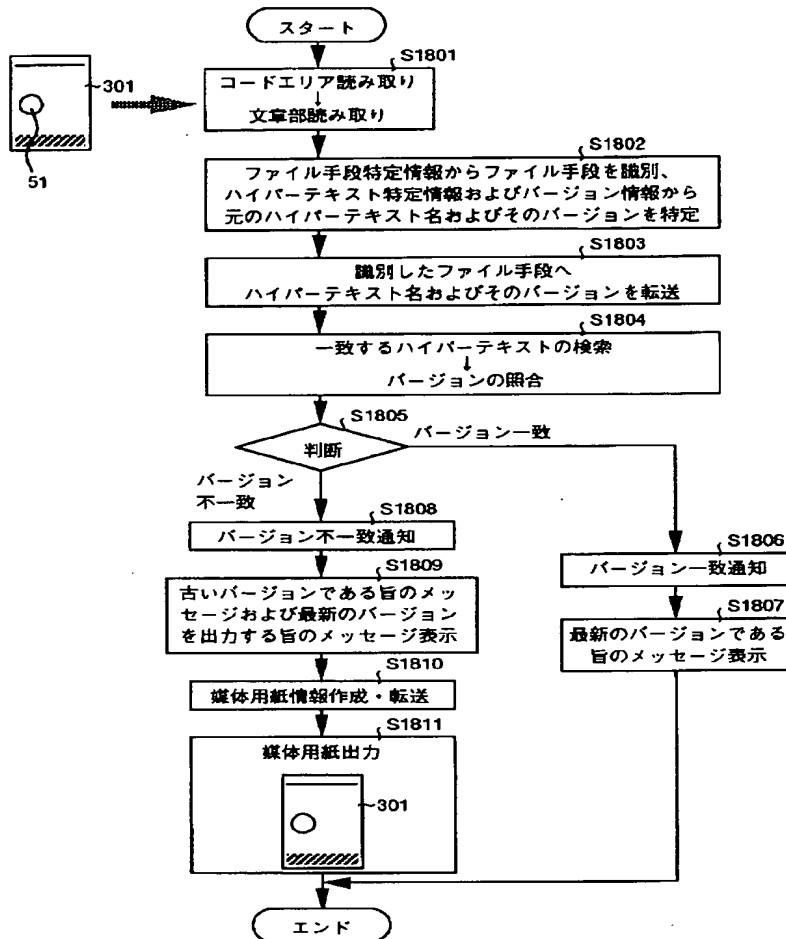 スタート
S1801
301
コードエリア読み取り
↓
文章部読み取り
51
S1802
ファイル手段特定情報からファイル手段を識別、
ハイパーテキスト特定情報およびバージョン情報から
元のハイパーテキスト名およびそのバージョンを特定
S1803
識別したファイル手段へ
ハイパーテキスト名およびそのバージョンを転送
S1804
一致するハイパーテキストの検索
↓
バージョンの照合
S1805
判断
バージョン一致
バージョン
不一致
S1808
バージョン不一致通知
S1809
古いバージョンである旨のメッ
セージおよび最新のバージョン
を出力する旨のメッセージ表示
S1810
媒体用紙情報作成・転送
S1811
媒体用紙出力
301
S1806
バージョン一致通知
S1807
最新のバージョンである
旨のメッセージ表示
エンド